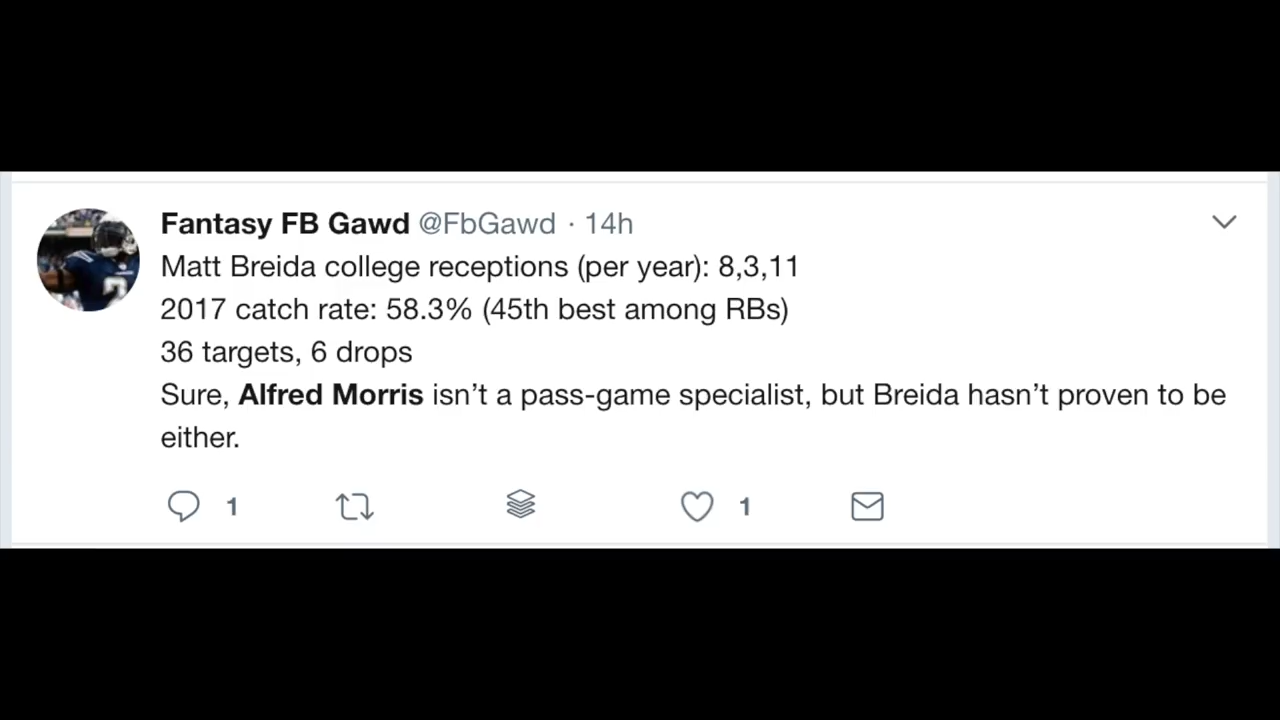 Fantasy FB Gawd @FbGawd · 14h
Matt Breida college receptions (per year): 8,3,11
2017 catch rate: 58.3% (45th best among RBs)
36 targets, 6 drops
Sure, Alfred Morris isn’t a pass-game specialist, but Breida hasn’t proven to be
either.
1 1